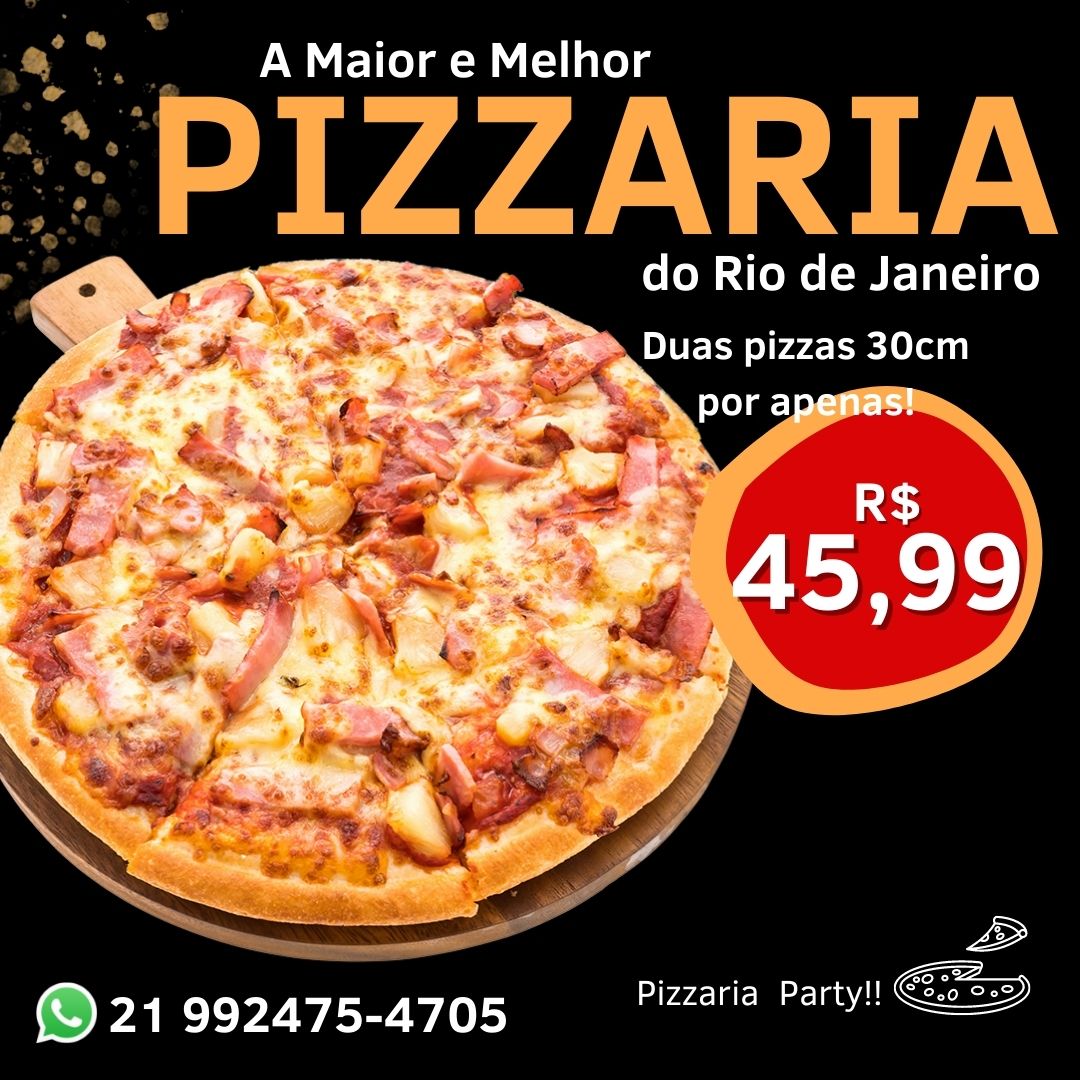 A Maior e Melhor
PIZZARIA
do Rio de Janeiro
Duas pizzas 30cm
por apenas!
R$
45,99
Pizzaria Party!!
21 992475-4705